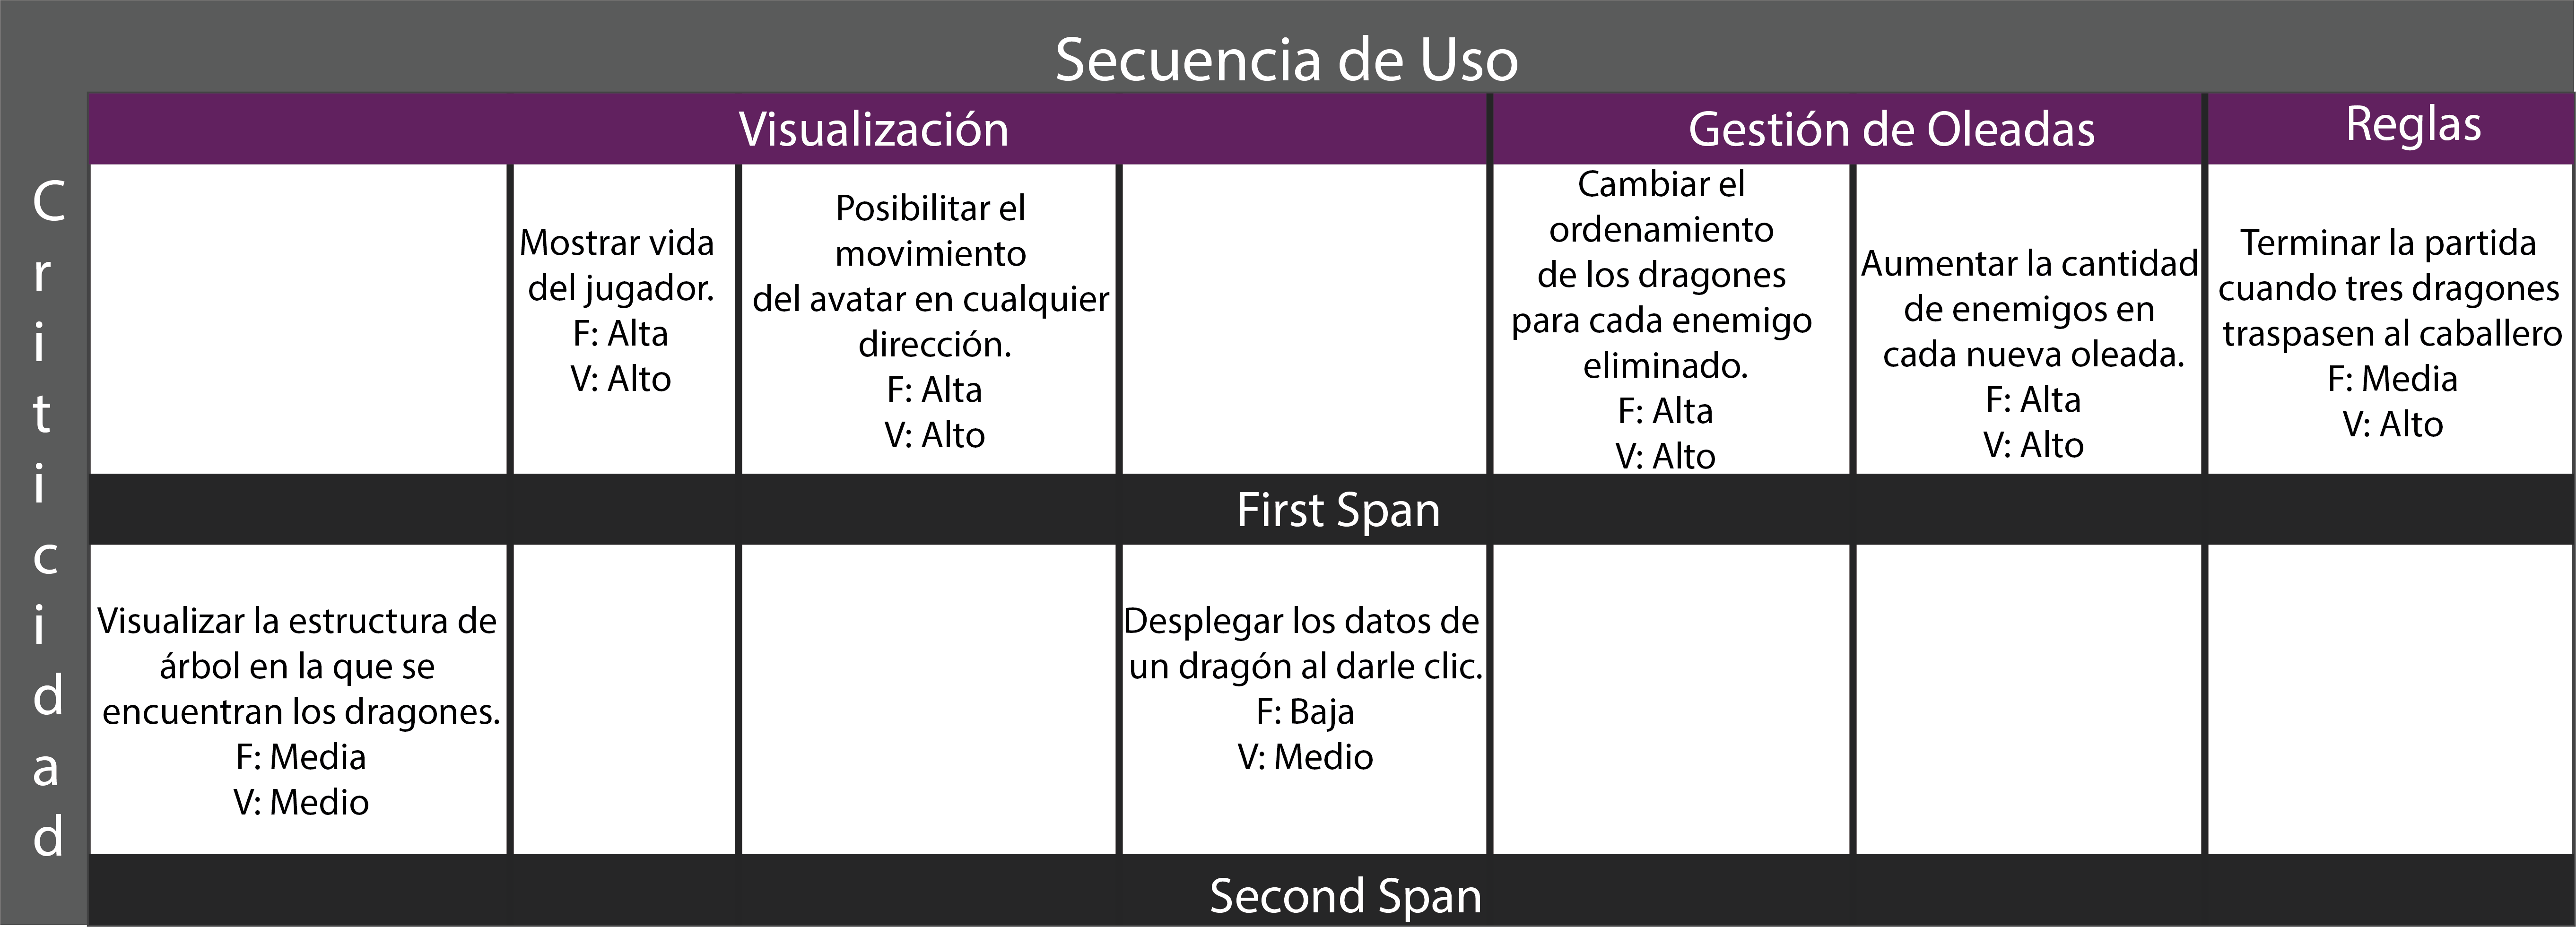 Secuencia de Uso
Criticidad
Visualización
Gestión de Oleadas
Reglas
Mostrar vida
del jugador.
F: Alta
V: Alto
Posibilitar el
movimiento
del avatar en cualquier
dirección.
F: Alta
V: Alto
Cambiar el
ordenamiento
de los dragones
para cada enemigo
eliminado.
F: Alta
V: Alto
Aumentar la cantidad
de enemigos en
cada nueva oleada.
F: Alta
V: Alto
Terminar la partida
cuando tres dragones
traspasen al caballero
F: Media
V: Alto
First Span
Visualizar la estructura de
árbol en la que se
encuentran los dragones.
F: Media
V: Medio
Desplegar los datos de
un dragón al darle clic.
F: Baja
V: Medio
Second Span